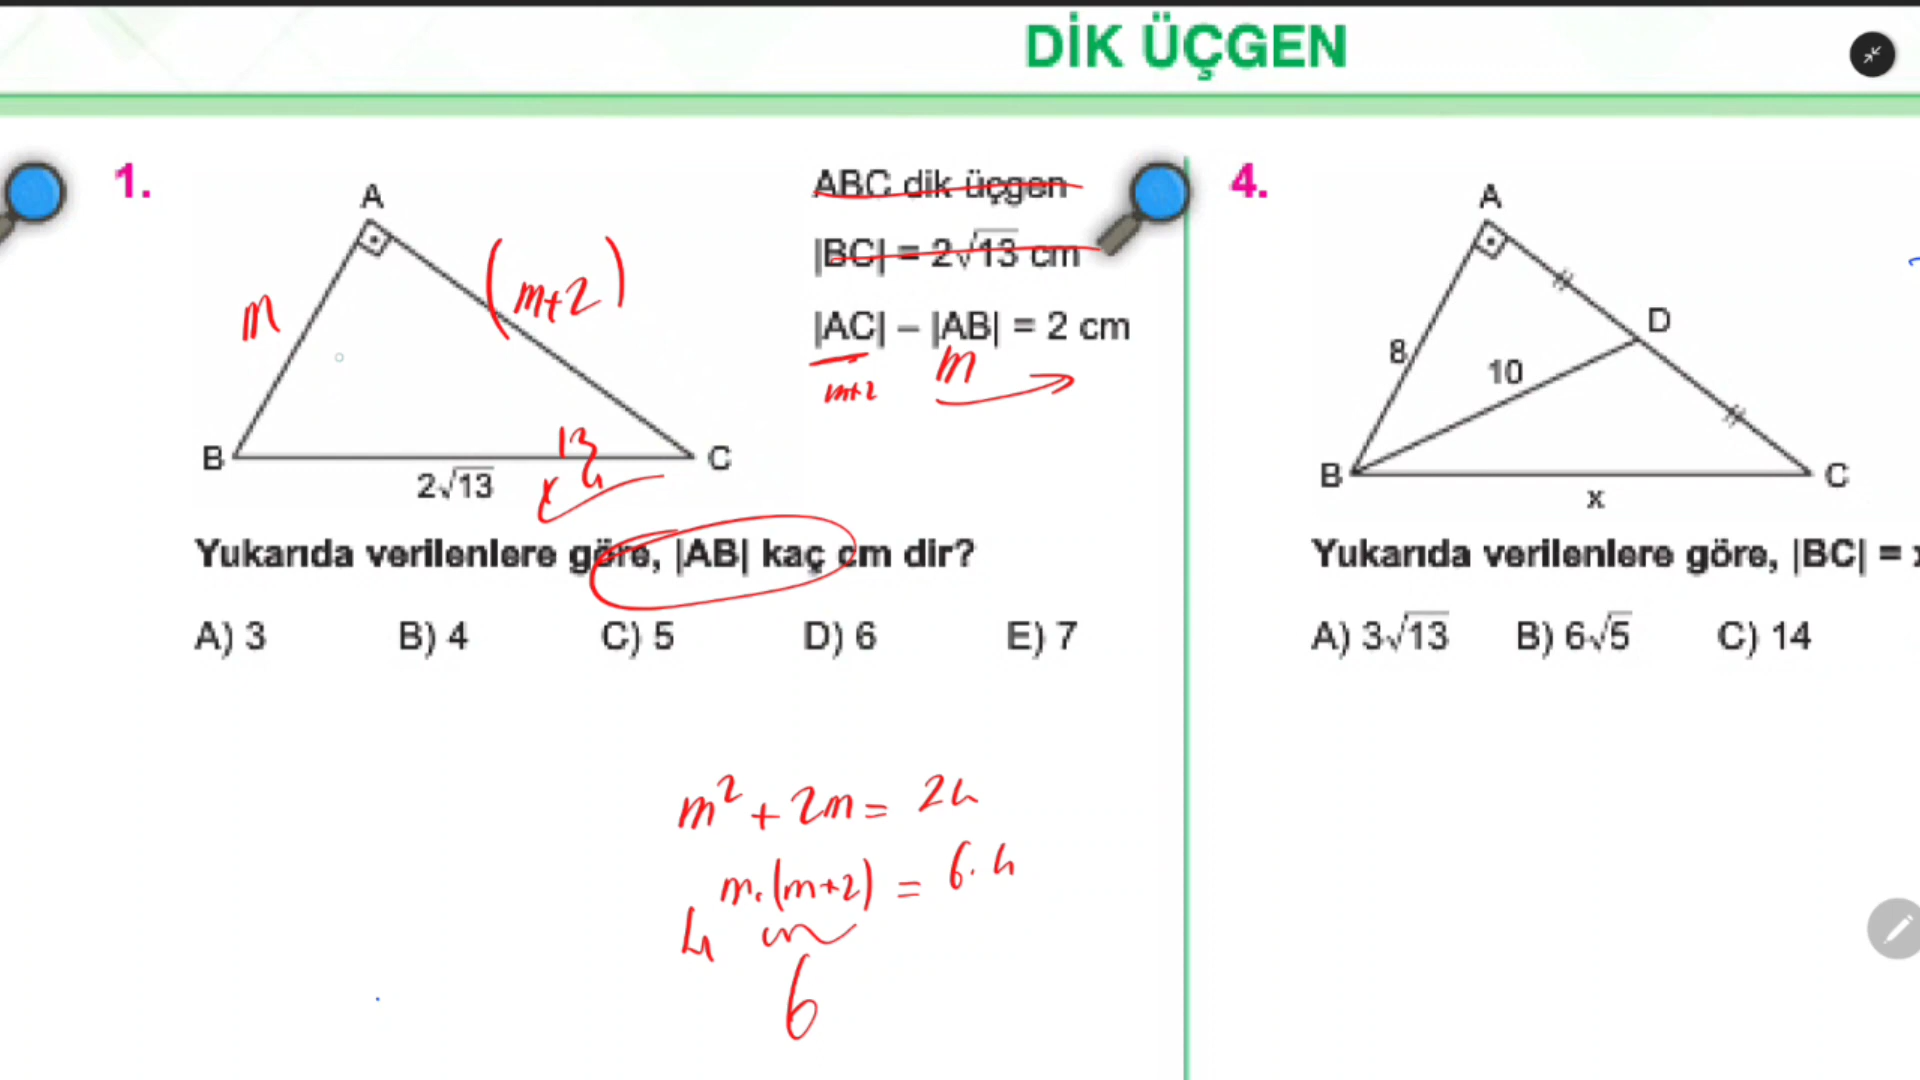 DİK ÜÇGEN
1.
A
B
C
2√13
m
(m+2)
13
x 4
ABC dik üçgen
|BC| = 2√13 cm
|AC| – |AB| = 2 cm
m+2
m
Yukarıda verilenlere göre, |AB| kaç cm dir?
A) 3 B) 4 C) 5 D) 6 E) 7
m² + 2m = 24
m.(m+2) = 6.4
4
6
4.
A
8
10
D
B
C
x
Yukarıda verilenlere göre, |BC| =
A) 3√13 B) 6√5 C) 14